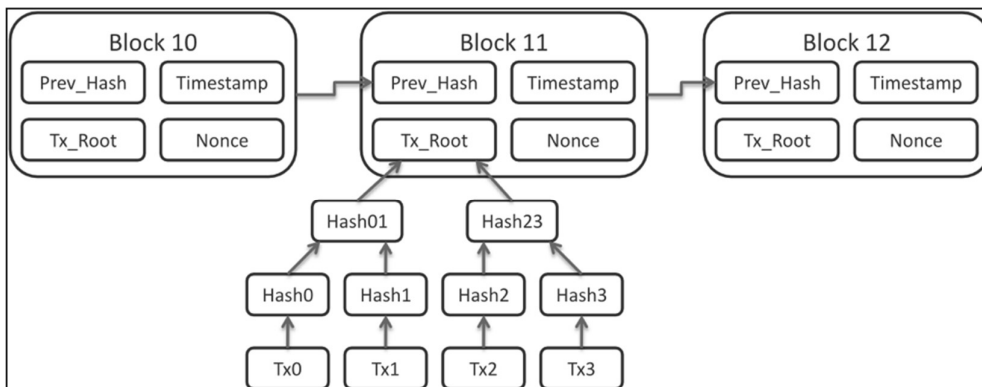 Block 10
Block 11
Block 12
Prev_Hash
Timestamp
Prev_Hash
Timestamp
Prev_Hash
Timestamp
Tx_Root
Nonce
Tx_Root
Nonce
Tx_Root
Nonce
Hash01
Hash23
Hash0
Hash1
Hash2
Hash3
Tx0
Tx1
Tx2
Tx3